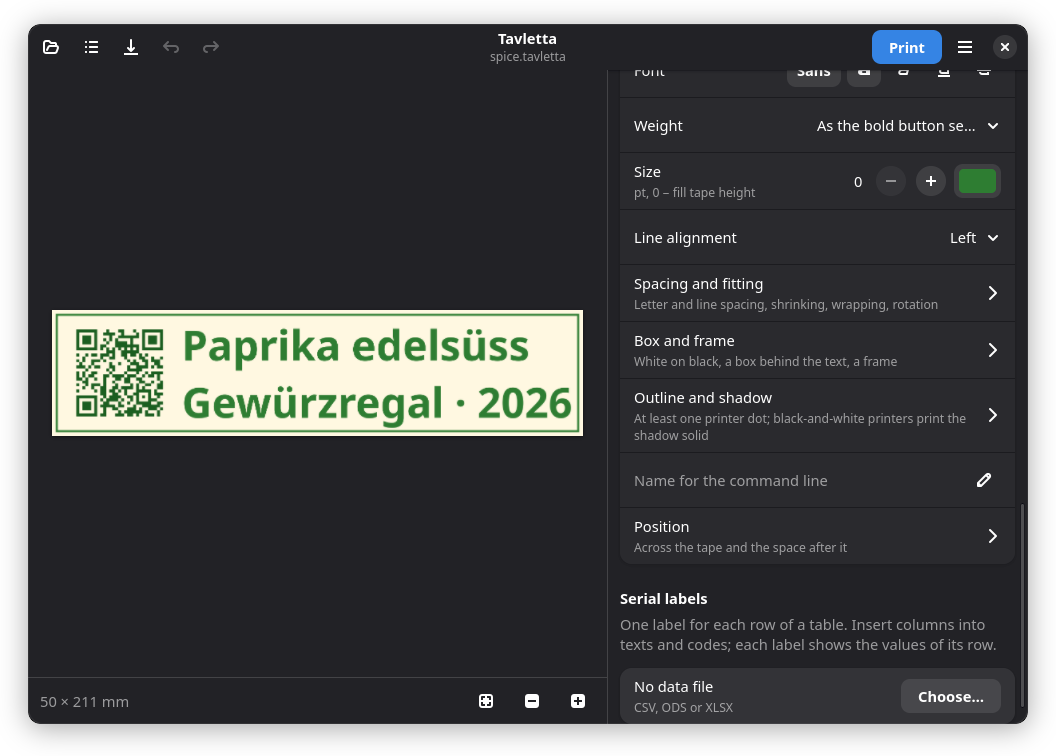 Tavletta
spice.tavletta
Print
Font
Sans
Weight
As the bold button se...
Size
pt, 0 – fill tape height
0
Line alignment
Left
Spacing and fitting
Letter and line spacing, shrinking, wrapping, rotation
Box and frame
White on black, a box behind the text, a frame
Outline and shadow
At least one printer dot; black-and-white printers print the
shadow solid
Name for the command line
Position
Across the tape and the space after it
Serial labels
One label for each row of a table. Insert columns into
texts and codes; each label shows the values of its row.
No data file
CSV, ODS or XLSX
Choose...
Paprika edelsüss
Gewürzregal · 2026
50 × 211 mm